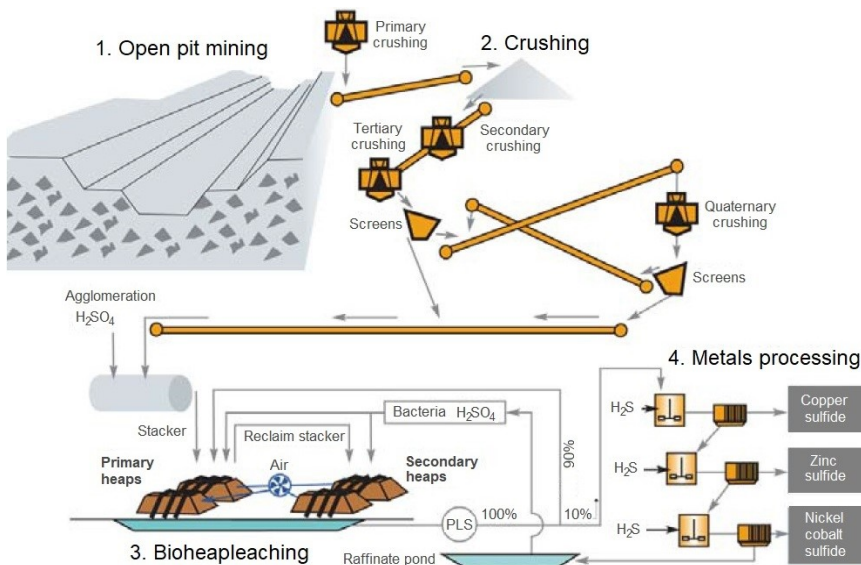 1. Open pit mining
Primary
crushing
2. Crushing
Tertiary
crushing
Secondary
crushing
Screens
Quaternary
crushing
Screens
Agglomeration
H₂SO₄
Stacker
Reclaim stacker
Bacteria H₂SO₄
Primary
heaps
Air
Secondary
heaps
3. Bioheapleaching
PLS
100%
90%
10%
Raffinate pond
4. Metals processing
H₂S
Copper
sulfide
H₂S
Zinc
sulfide
H₂S
Nickel
cobalt
sulfide